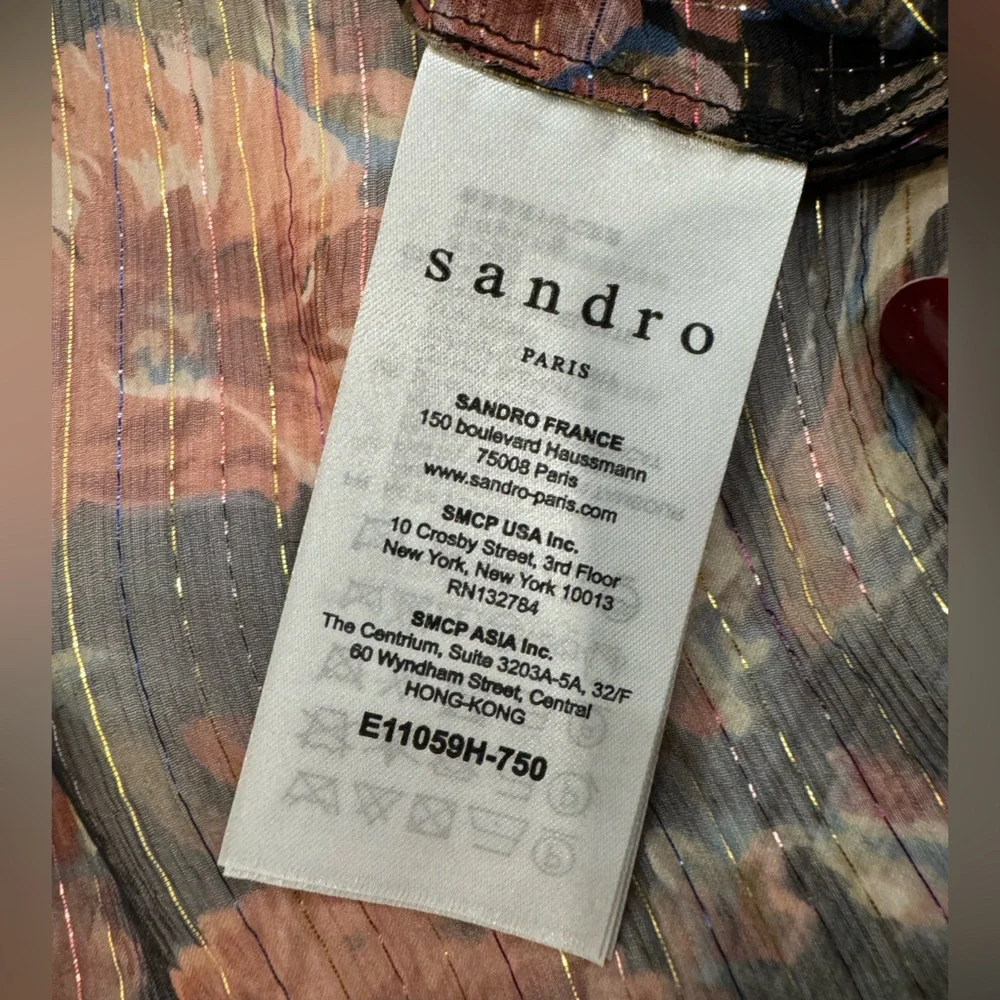 sandro
PARIS
SANDRO FRANCE
150 boulevard Haussmann
75008 Paris
www.sandro-paris.com
SMCP USA Inc.
10 Crosby Street, 3rd Floor
New York, New York 10013
RN132784
SMCP ASIA Inc.
The Centrium, Suite 3203A-5A, 32/F
60 Wyndham Street, Central
HONG-KONG
E11059H-750